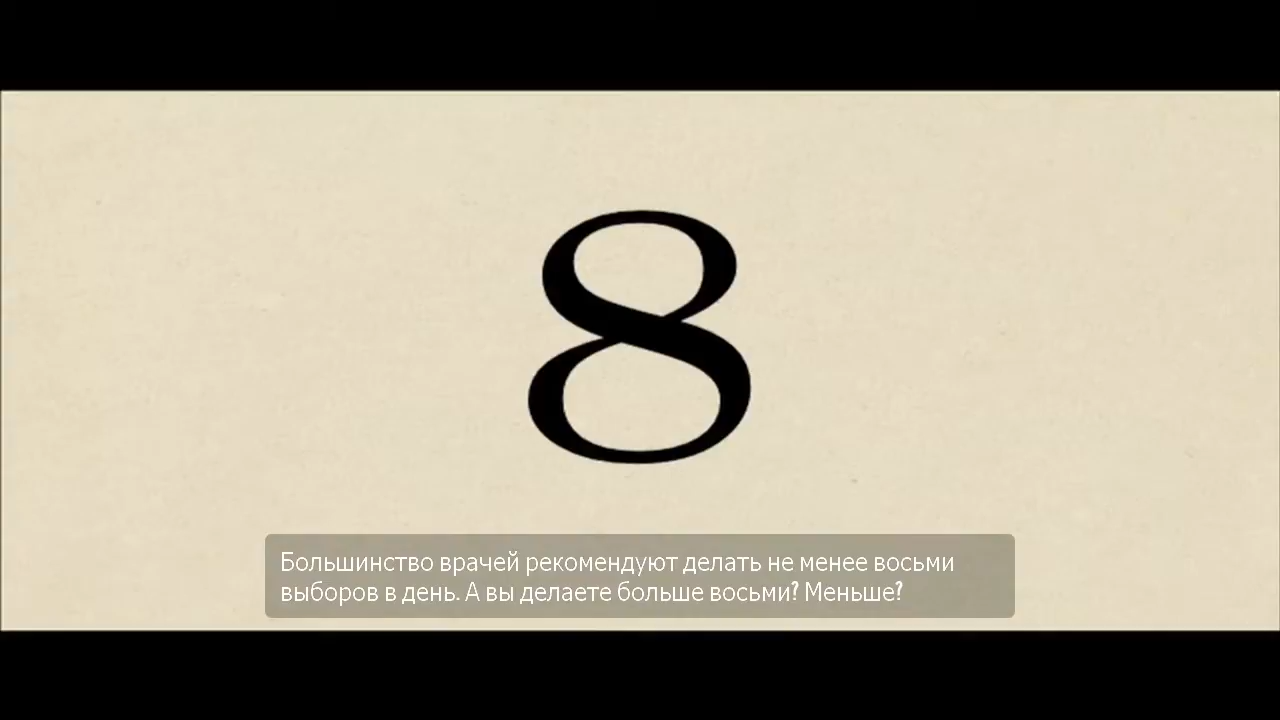 8
Большинство врачей рекомендуют делать не менее восьми
выборов в день. А вы делаете больше восьми? Меньше?